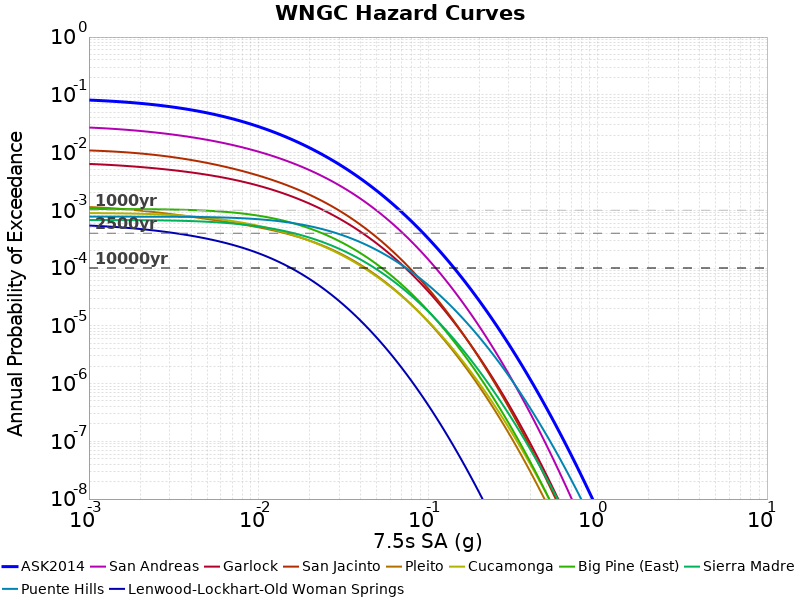 WNGC Hazard Curves
Annual Probability of Exceedance
10^0
10^-1
10^-2
10^-3
10^-4
10^-5
10^-6
10^-7
10^-8
1000yr
2500yr
10000yr
10^-3 10^-2 10^-1 10^0 10^1
7.5s SA (g)
ASK2014 San Andreas Garlock San Jacinto Pleito Cucamonga Big Pine (East) Sierra Madre
Puente Hills Lenwood-Lockhart-Old Woman Springs